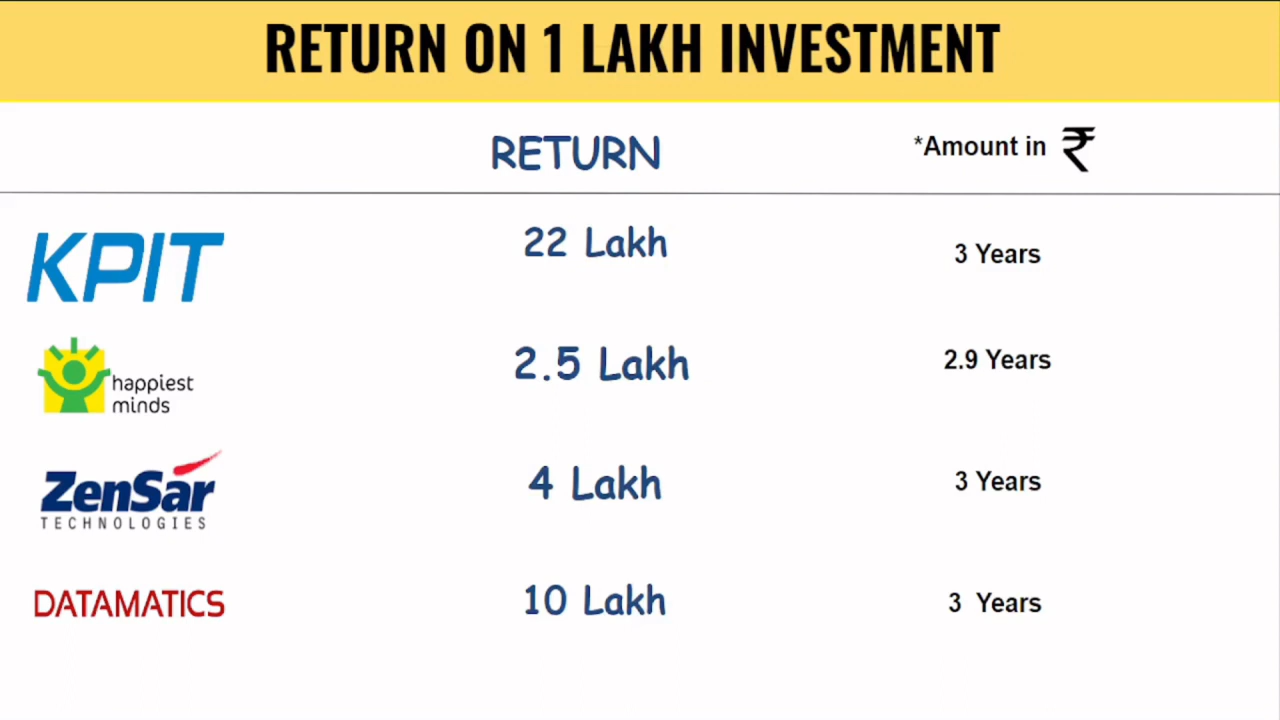 RETURN ON 1 LAKH INVESTMENT
RETURN *Amount in ₹
KPIT 22 Lakh 3 Years
happiest
minds
2.5 Lakh 2.9 Years
ZenSar
TECHNOLOGIES
4 Lakh 3 Years
DATAMATICS 10 Lakh 3 Years